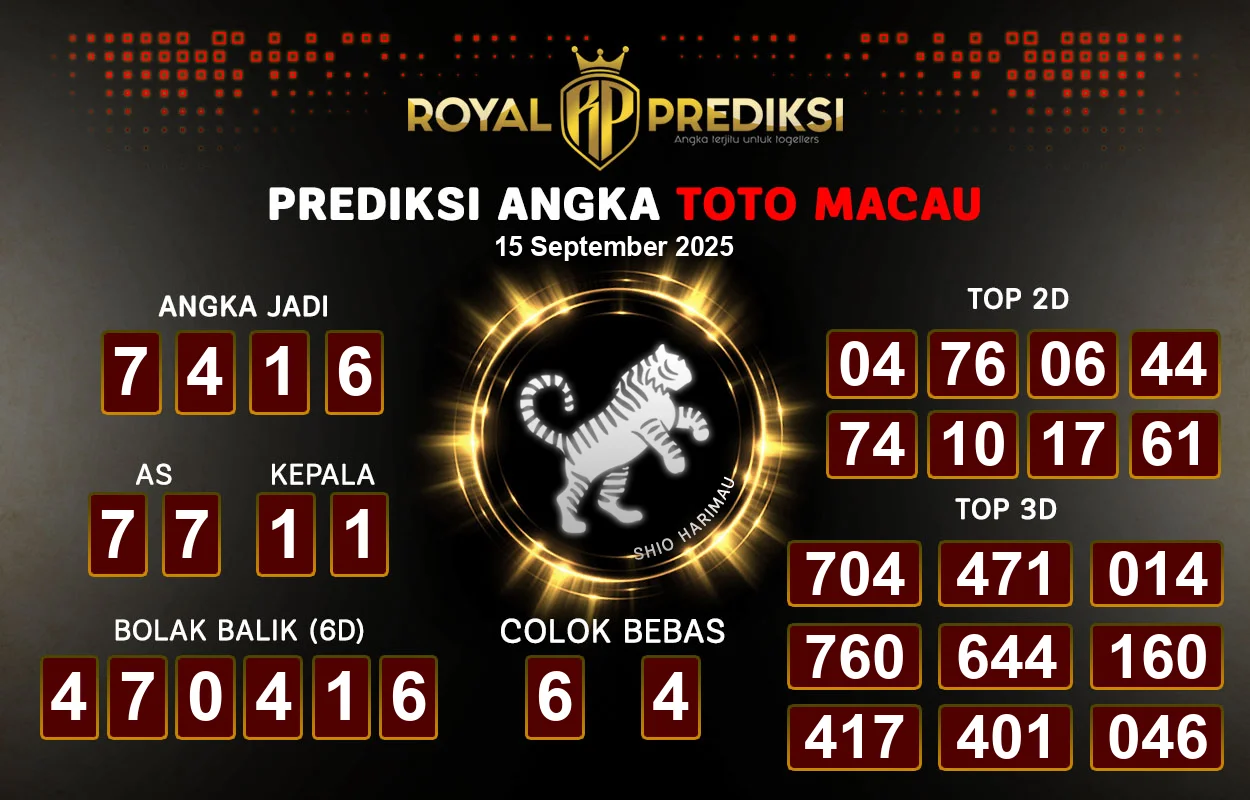 ROYAL RP PREDIKSI
Angka terjitu untuk togellers
PREDIKSI ANGKA TOTO MACAU
15 September 2025
ANGKA JADI
7 4 1 6
AS KEPALA
7 7 1 1
BOLAK BALIK (6D)
4 7 0 4 1 6
SHIO HARIMAU
COLOK BEBAS
6 4
TOP 2D
04 76 06 44
74 10 17 61
TOP 3D
704 471 014
760 644 160
417 401 046